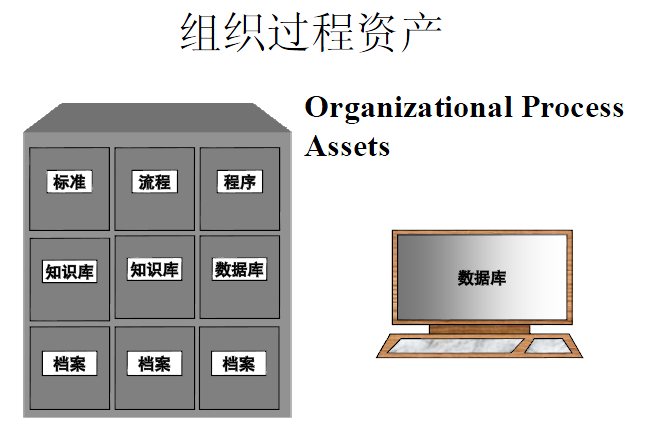 组织过程资产
Organizational Process
Assets
标准
流程
程序
知识库
知识库
数据库
档案
档案
档案
数据库